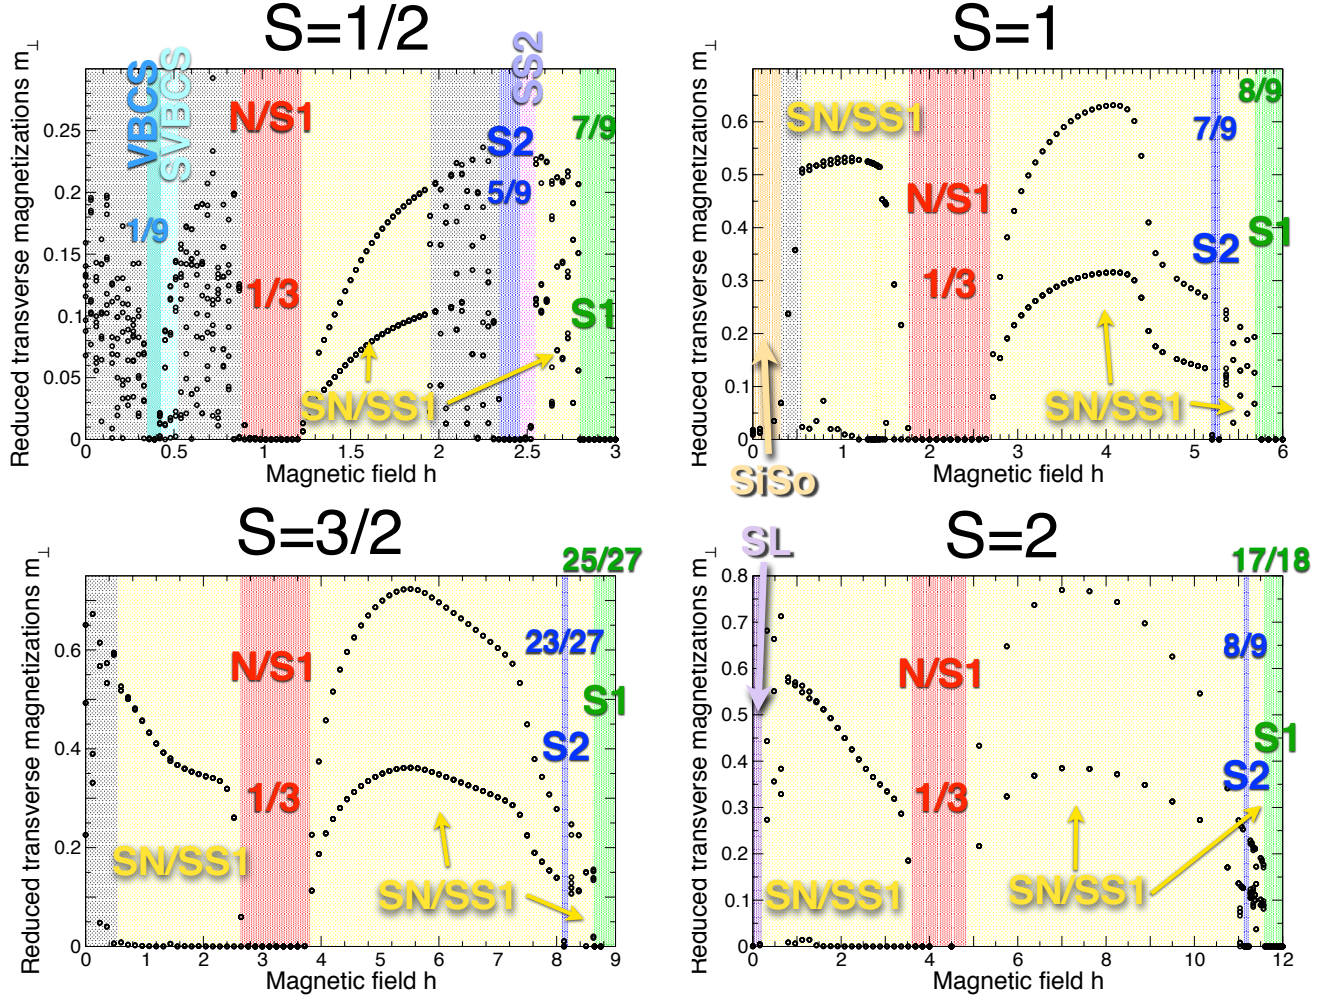 S=1/2
Reduced transverse magnetizations m⊥
VBCS
SVBCS
SS2
N/S1
S2
7/9
5/9
1/9
1/3
S1
SN/SS1
0.25
0.2
0.15
0.1
0.05
0
0 0.5 1 1.5 2 2.5 3
Magnetic field h
S=1
Reduced transverse magnetizations m⊥
8/9
SN/SS1
7/9
N/S1
S1
S2
1/3
SN/SS1
0.6
0.5
0.4
0.3
0.2
0.1
0
0 1 2 3 4 5 6
Magnetic field h
SiSo
S=3/2
Reduced transverse magnetizations m⊥
25/27
23/27
N/S1
S1
S2
1/3
SN/SS1
SN/SS1
0.6
0.4
0.2
0
0 1 2 3 4 5 6 7 8 9
Magnetic field h
S=2
Reduced transverse magnetizations m⊥
SL
17/18
8/9
N/S1
S1
S2
1/3
SN/SS1
SN/SS1
0.8
0.7
0.6
0.5
0.4
0.3
0.2
0.1
0
0 2 4 6 8 10 12
Magnetic field h